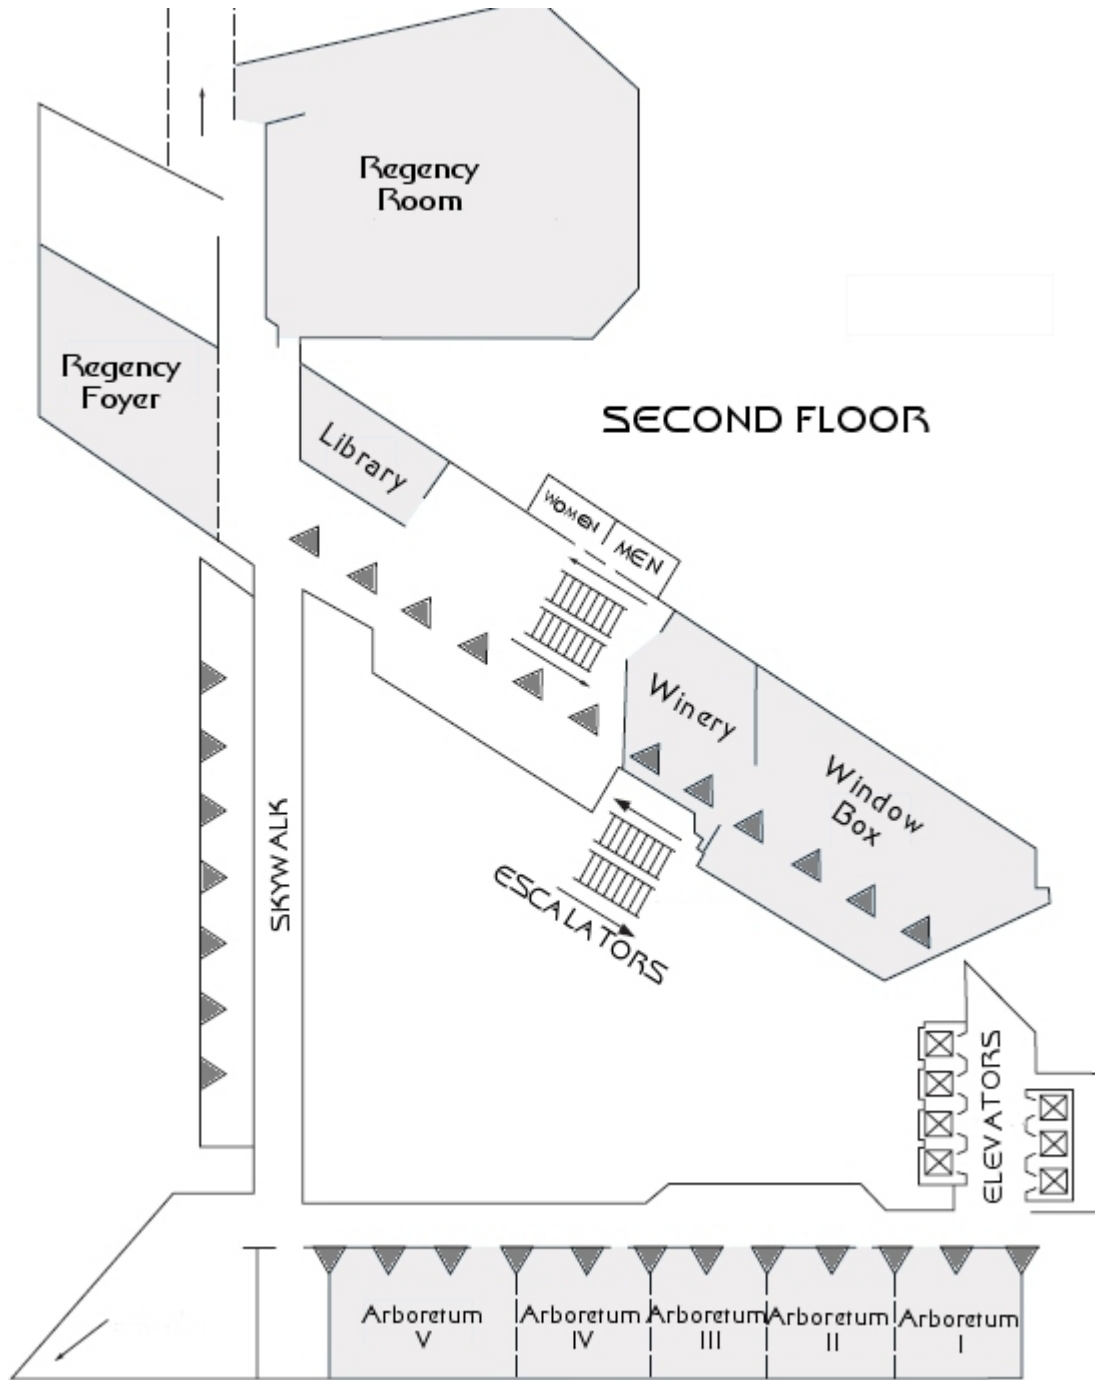 Regency
Room
Regency
Foyer
SECOND FLOOR
Library
WOMEN
MEN
Winery
Window
Box
SKYWALK
ESCALATORS
ELEVATORS
Arboretum
V
Arboretum
IV
Arboretum
III
Arboretum
II
Arboretum
I